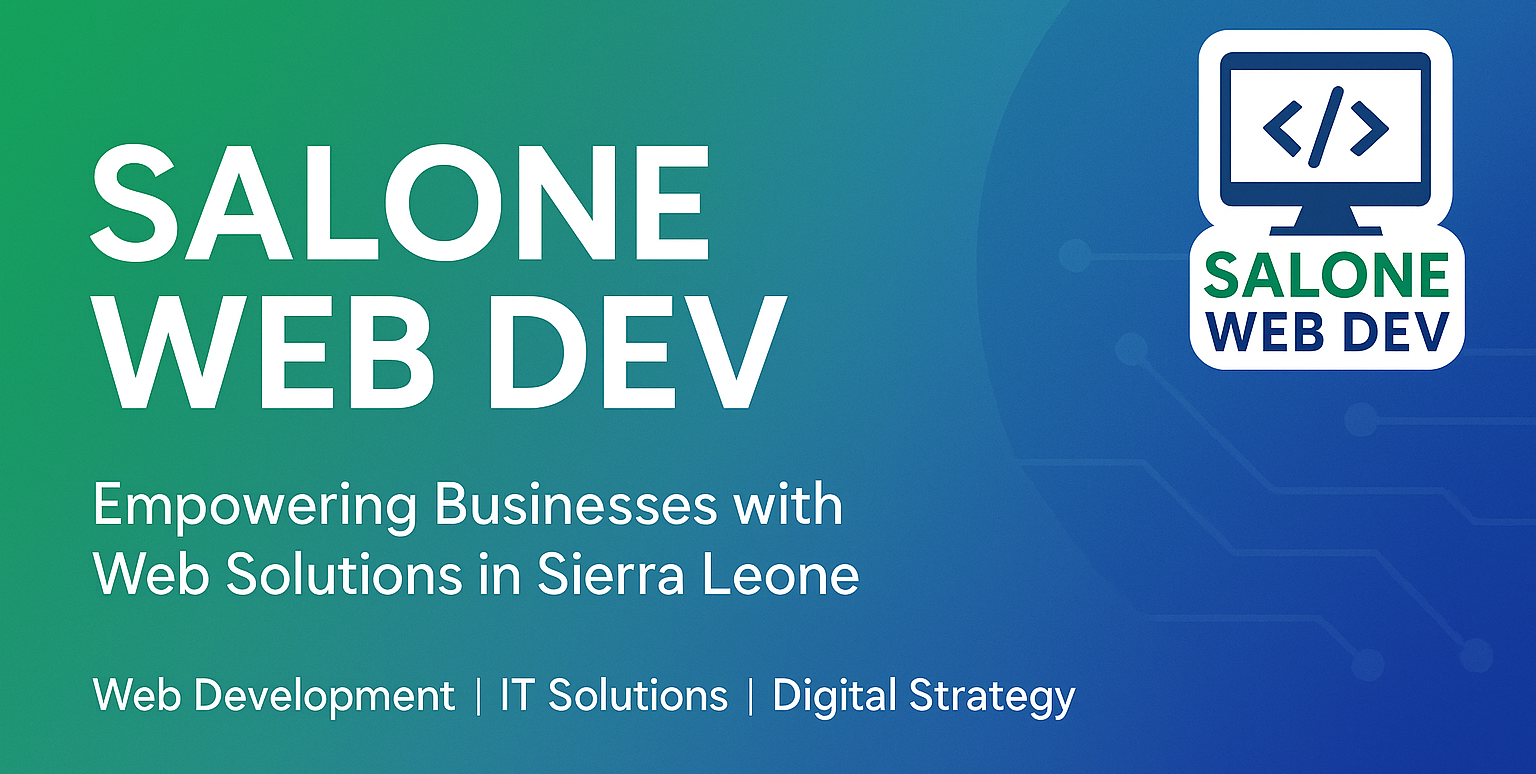 SALONE
WEB DEV
Empowering Businesses with
Web Solutions in Sierra Leone
Web Development | IT Solutions | Digital Strategy
</>
SALONE
WEB DEV